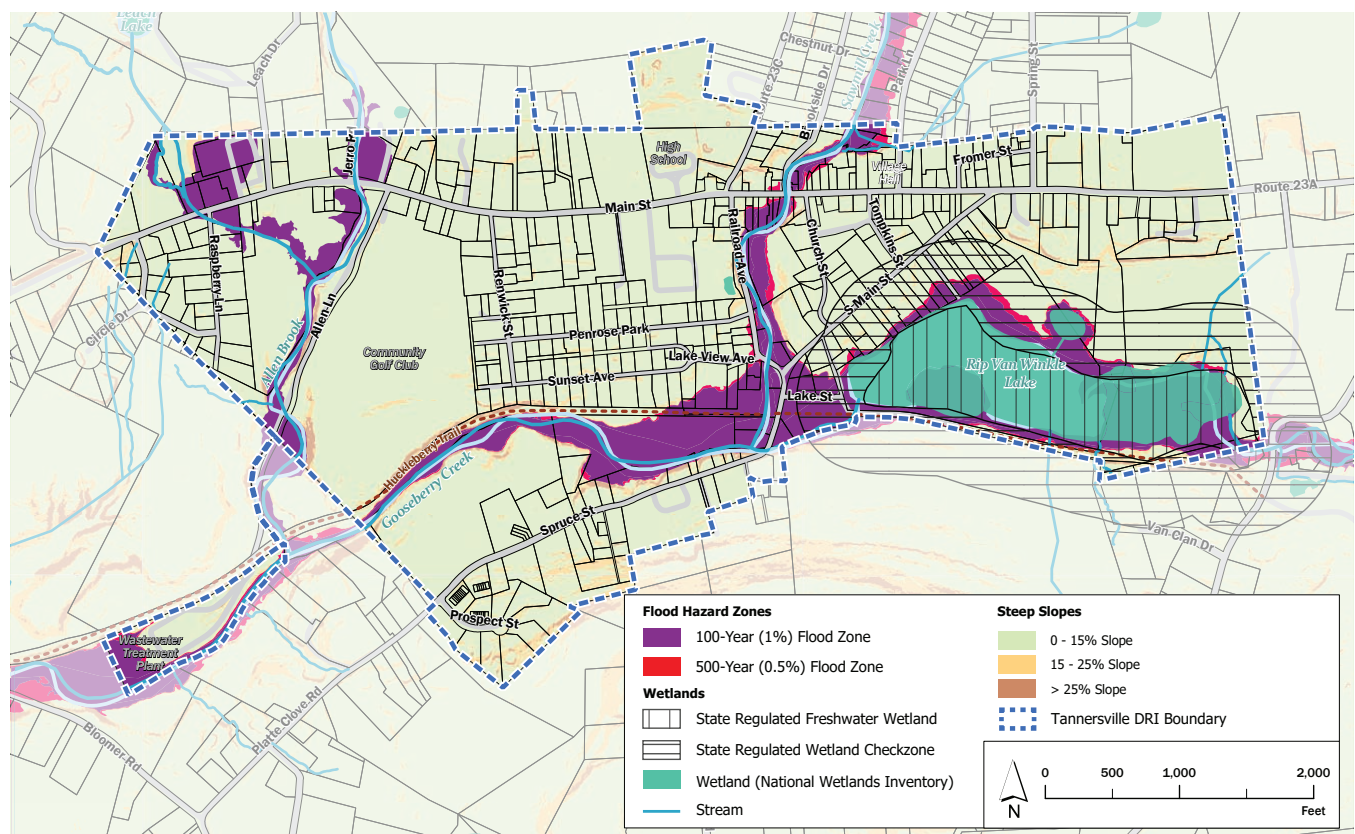 Leach
Lake
Leach Dr
Jerro Rd
Chestnut Dr
Route 23C
Brookside Dr
Sawmill Creek
Park Ln
Spring St
High
School
Village
Hall
Fromer St
Route 23A
Main St
Railroad Ave
Church St
Tompkins St
S Main St
Raspberry Ln
Circle Dr
Allen Ln
Allen Brook
Community
Golf Club
Renwick St
Penrose Park
Lake View Ave
Sunset Ave
Lake St
Rip Van Winkle
Lake
Huckleberry Trail
Gooseberry Creek
Spruce St
Prospect St
Van Clan Dr
Wastewater
Treatment
Plant
Platte Clove Rd
Bloomer Rd
Flood Hazard Zones
100-Year (1%) Flood Zone
500-Year (0.5%) Flood Zone
Wetlands
State Regulated Freshwater Wetland
State Regulated Wetland Checkzone
Wetland (National Wetlands Inventory)
Stream
Steep Slopes
0 - 15% Slope
15 - 25% Slope
> 25% Slope
Tannersville DRI Boundary
N
0 500 1,000 2,000
Feet